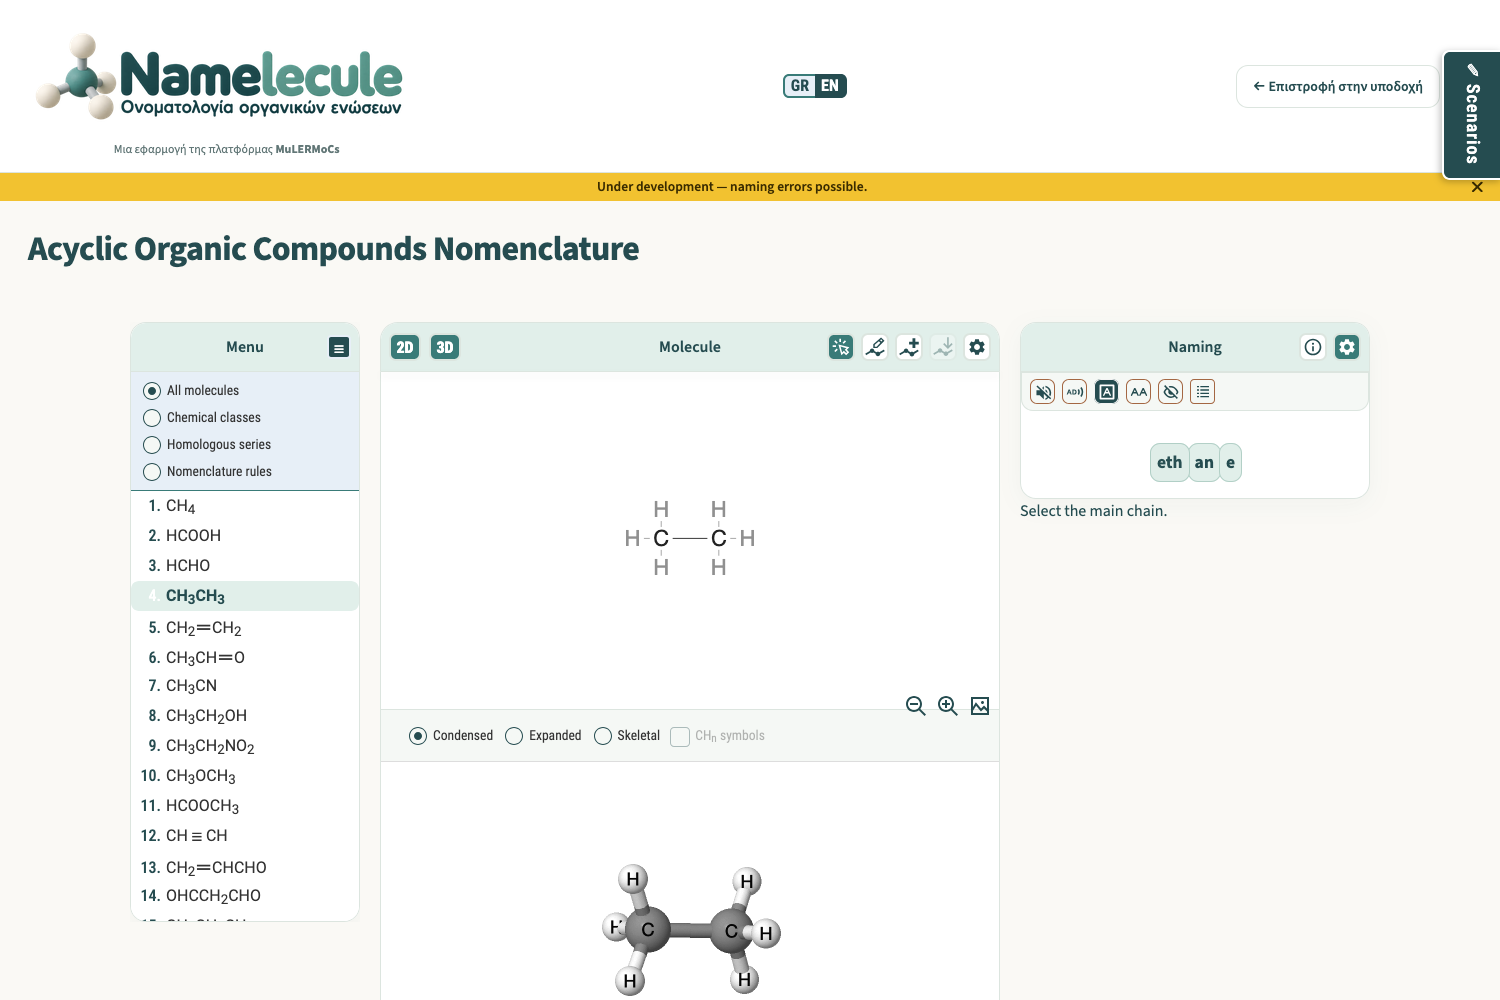 Namelecule
Ονοματολογία οργανικών ενώσεων
Μια εφαρμογή της πλατφόρμας MuLERMoCs
GR EN
← Επιστροφή στην υποδοχή
✎ Scenarios
Under development — naming errors possible. ✕
Acyclic Organic Compounds Nomenclature
Menu
All molecules
Chemical classes
Homologous series
Nomenclature rules
1. CH₄
2. HCOOH
3. HCHO
4. CH₃CH₃
5. CH₂=CH₂
6. CH₃CH=O
7. CH₃CN
8. CH₃CH₂OH
9. CH₃CH₂NO₂
10. CH₃OCH₃
11. HCOOCH₃
12. CH≡CH
13. CH₂=CHCHO
14. OHCCH₂CHO
2D 3D Molecule
H H
H-C—C-H
H H
Condensed Expanded Skeletal CHₙ symbols
H H
H C C H
H H
Naming
AD A AA
eth an e
Select the main chain.